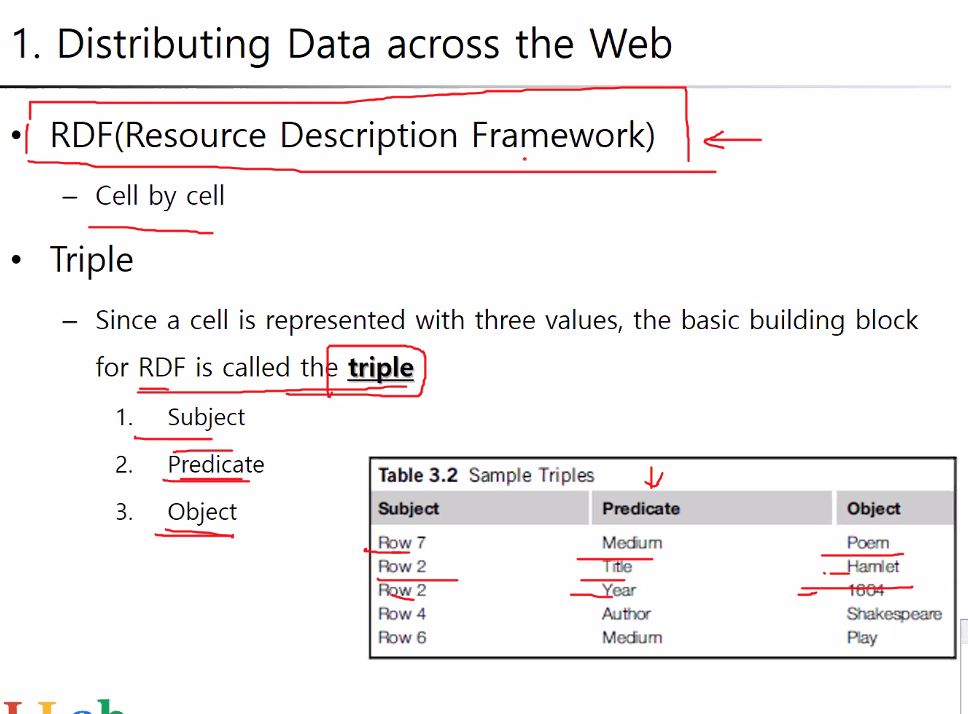 1. Distributing Data across the Web
• RDF(Resource Description Framework)
– Cell by cell
• Triple
– Since a cell is represented with three values, the basic building block
for RDF is called the triple
1. Subject
2. Predicate
3. Object
Table 3.2 Sample Triples
Subject Predicate Object
Row 7 Medium Poem
Row 2 Title Hamlet
Row 2 Year 1604
Row 4 Author Shakespeare
Row 6 Medium Play